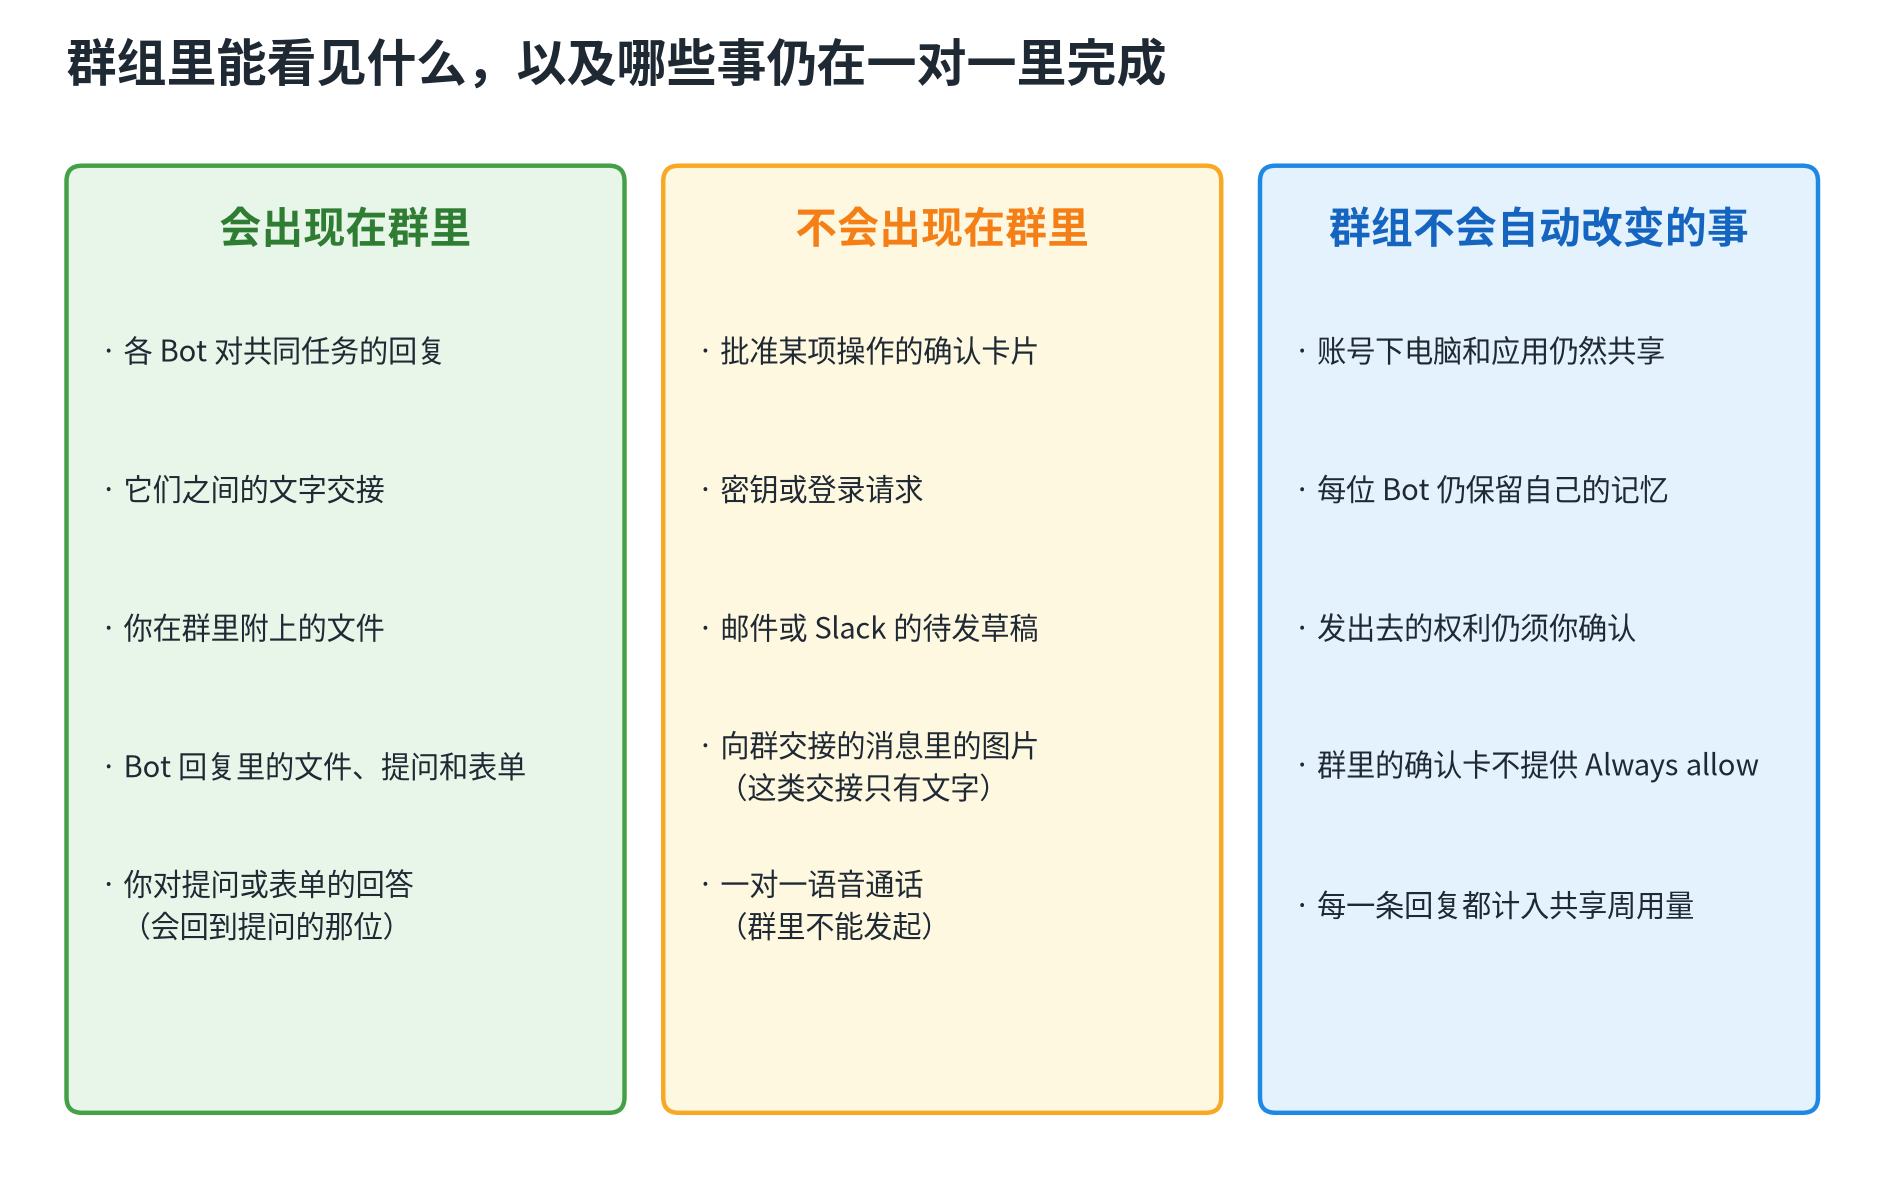 群组里能看见什么，以及哪些事仍在一对一里完成
会出现在群里
· 各 Bot 对共同任务的回复
· 它们之间的文字交接
· 你在群里附上的文件
· Bot 回复里的文件、提问和表单
· 你对提问或表单的回答
（会回到提问的那位）
不会出现在群里
· 批准某项操作的确认卡片
· 密钥或登录请求
· 邮件或 Slack 的待发草稿
· 向群交接的消息里的图片
（这类交接只有文字）
· 一对一语音通话
（群里不能发起）
群组不会自动改变的事
· 账号下电脑和应用仍然共享
· 每位 Bot 仍保留自己的记忆
· 发出去的权利仍须你确认
· 群里的确认卡不提供 Always allow
· 每一条回复都计入共享周用量